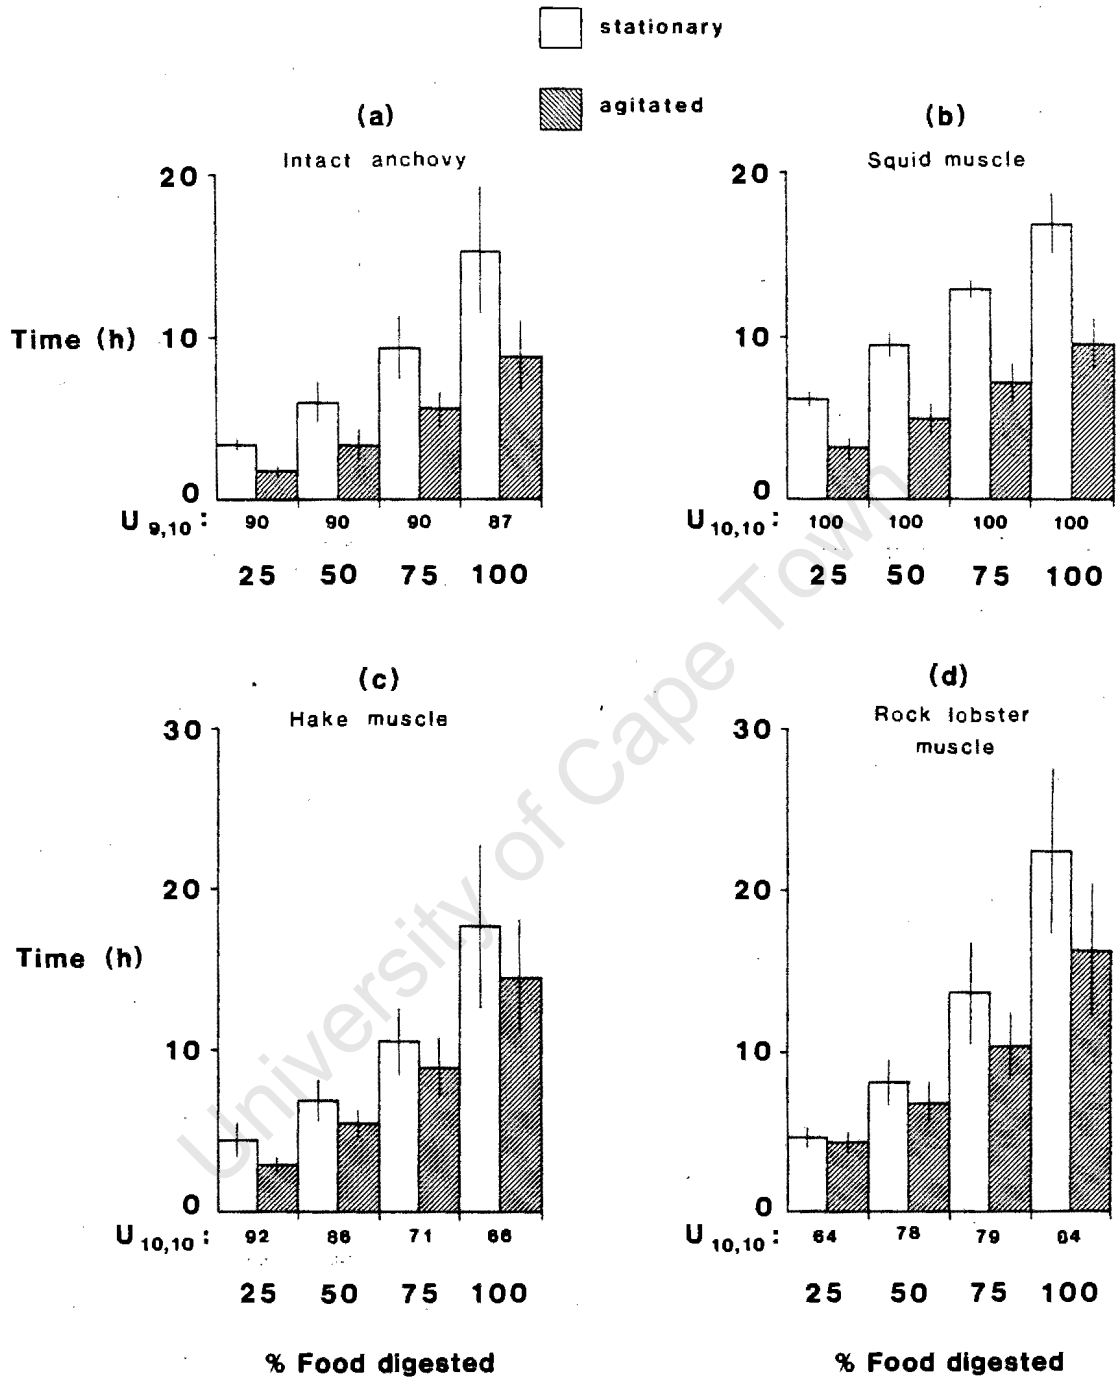 stationary
agitated
(a)
Intact anchovy
20
Time (h) 10
0
U 9,10 : 90 90 90 87
25 50 75 100
(b)
Squid muscle
20
10
0
U 10,10 : 100 100 100 100
25 50 75 100
(c)
Hake muscle
30
20
Time (h)
10
0
U 10,10 : 92 86 71 66
25 50 75 100
% Food digested
(d)
Rock lobster
muscle
30
20
10
0
U 10,10 : 64 78 79 84
25 50 75 100
% Food digested
University of Cape Town